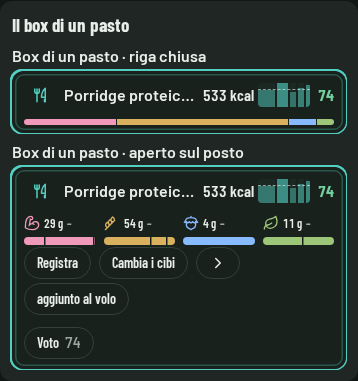 Il box di un pasto
Box di un pasto · riga chiusa
Porridge proteic... 533 kcal 74
Box di un pasto · aperto sul posto
Porridge proteic... 533 kcal 74
29 g - 54 g - 4 g - 11 g -
Registra Cambia i cibi
aggiunto al volo
Voto 74